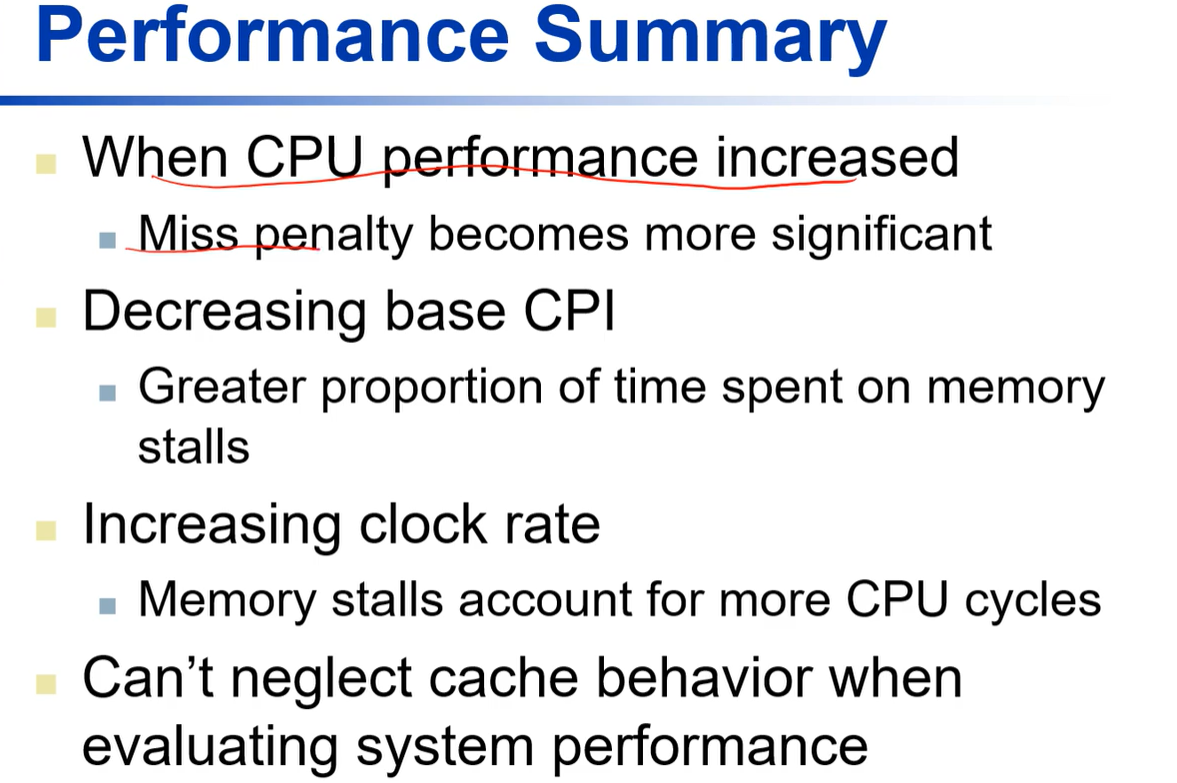 Performance Summary
When CPU performance increased
Miss penalty becomes more significant
Decreasing base CPI
Greater proportion of time spent on memory
stalls
Increasing clock rate
Memory stalls account for more CPU cycles
Can’t neglect cache behavior when
evaluating system performance